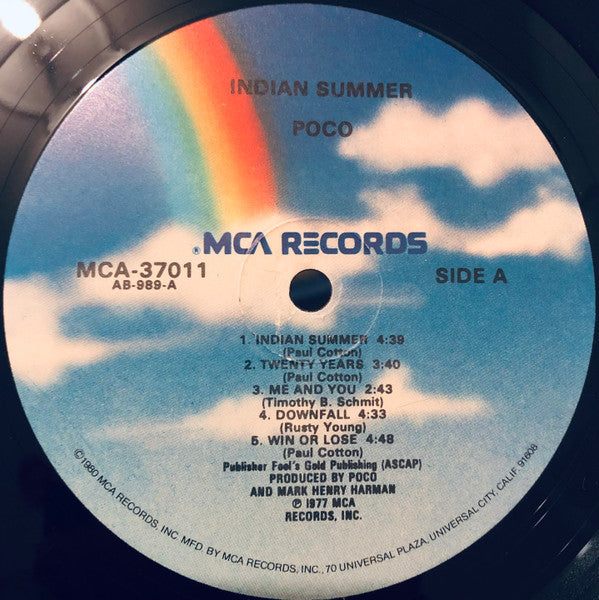 INDIAN SUMMER
POCO
® MCA RECORDS
MCA-37011
AB-989-A
SIDE A
1. INDIAN SUMMER 4:39
(Paul Cotton)
2. TWENTY YEARS 3:40
(Paul Cotton)
3. ME AND YOU 2:43
(Timothy B. Schmit)
4. DOWNFALL 4:33
(Rusty Young)
5. WIN OR LOSE 4:48
(Paul Cotton)
Publisher Fool's Gold Publishing (ASCAP)
PRODUCED BY POCO
AND MARK HENRY HARMAN
℗ 1977 MCA
RECORDS, INC.
©1980 MCA RECORDS, INC. MFD. BY MCA RECORDS, INC., 70 UNIVERSAL PLAZA, UNIVERSAL CITY, CALIF. 91608